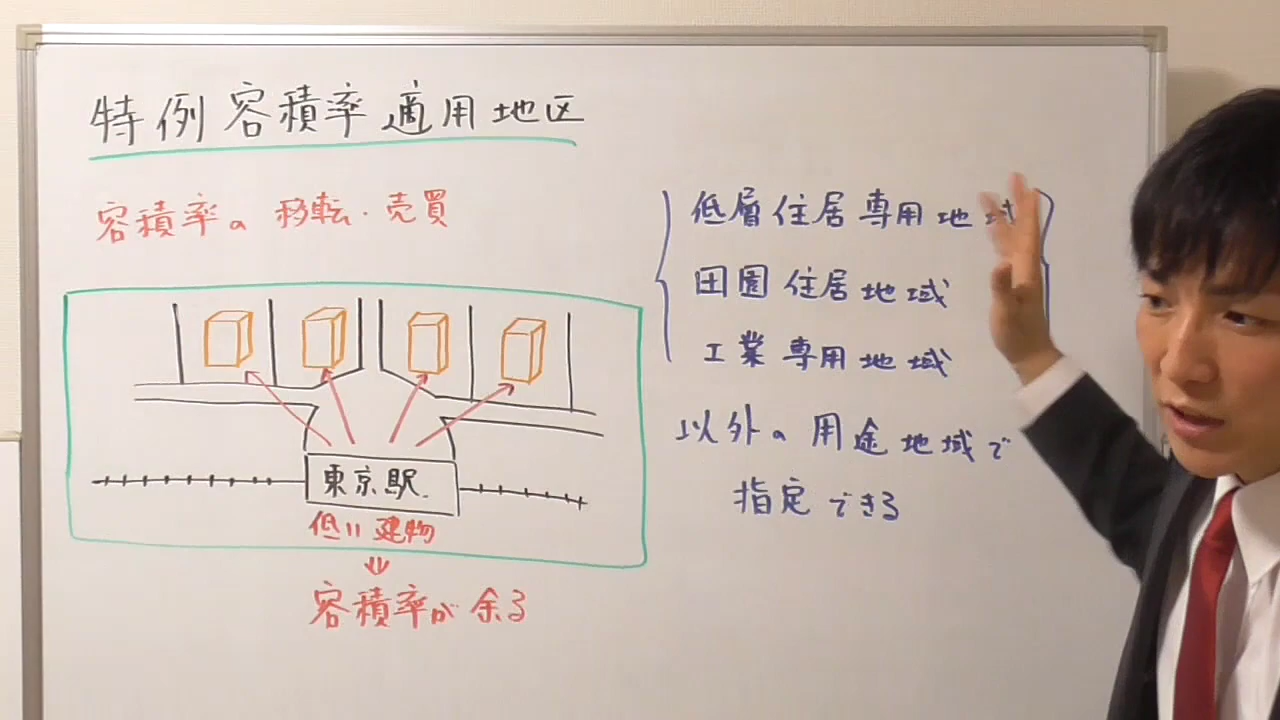 特例容積率適用地区
容積率の移転・売買
東京駅
低い建物
⇓
容積率が余る
低層住居専用地域
田園住居地域
工業専用地域
以外の用途地域で
指定できる